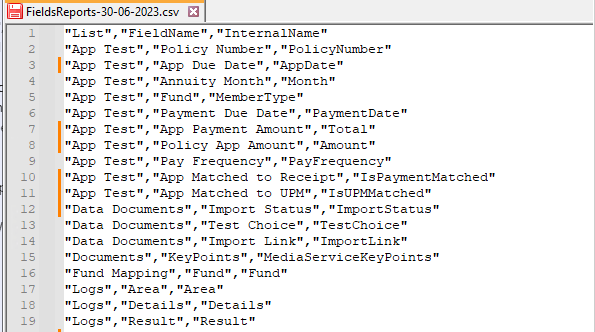 FieldsReports-30-06-2023.csv
1 "List","FieldName","InternalName"
2 "App Test","Policy Number","PolicyNumber"
3 "App Test","App Due Date","AppDate"
4 "App Test","Annuity Month","Month"
5 "App Test","Fund","MemberType"
6 "App Test","Payment Due Date","PaymentDate"
7 "App Test","App Payment Amount","Total"
8 "App Test","Policy App Amount","Amount"
9 "App Test","Pay Frequency","PayFrequency"
10 "App Test","App Matched to Receipt","IsPaymentMatched"
11 "App Test","App Matched to UPM","IsUPMMatched"
12 "Data Documents","Import Status","ImportStatus"
13 "Data Documents","Test Choice","TestChoice"
14 "Data Documents","Import Link","ImportLink"
15 "Documents","KeyPoints","MediaServiceKeyPoints"
16 "Fund Mapping","Fund","Fund"
17 "Logs","Area","Area"
18 "Logs","Details","Details"
19 "Logs","Result","Result"